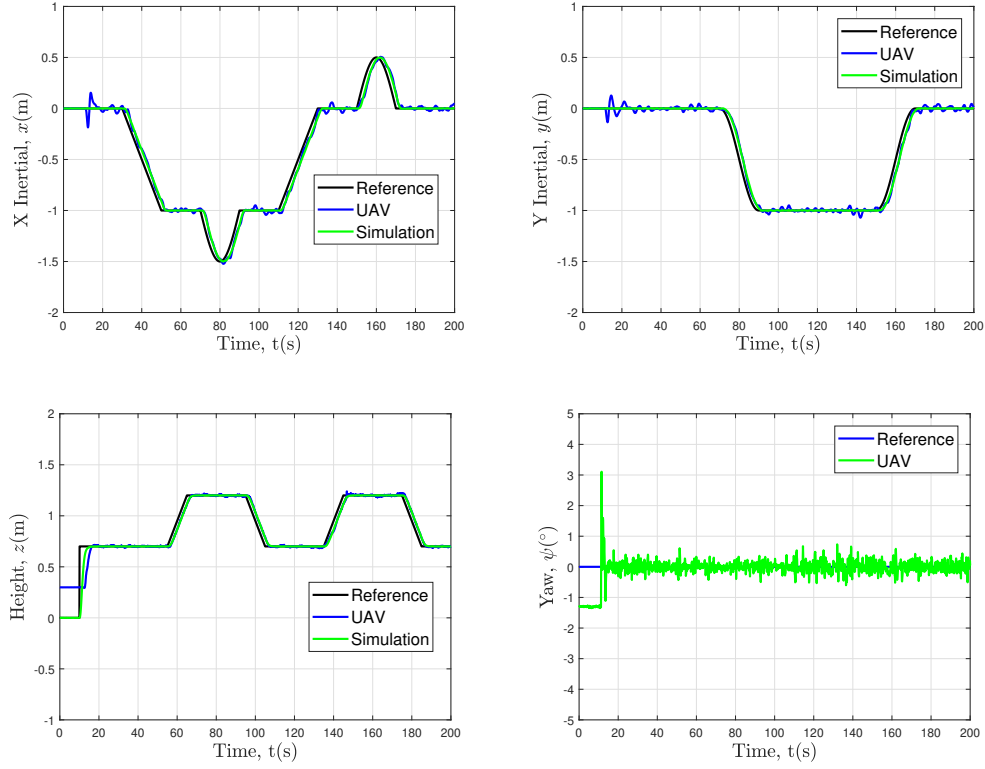 1
0.5
0
-0.5
-1
-1.5
-2
X Inertial, x(m)
Reference
UAV
Simulation
0 20 40 60 80 100 120 140 160 180 200
Time, t(s)
1
0.5
0
-0.5
-1
-1.5
-2
Y Inertial, y(m)
Reference
UAV
Simulation
0 20 40 60 80 100 120 140 160 180 200
Time, t(s)
2
1.5
1
0.5
0
-0.5
-1
Height, z(m)
Reference
UAV
Simulation
0 20 40 60 80 100 120 140 160 180 200
Time, t(s)
5
4
3
2
1
0
-1
-2
-3
-4
-5
Yaw, ψ(°)
Reference
UAV
0 20 40 60 80 100 120 140 160 180 200
Time, t(s)